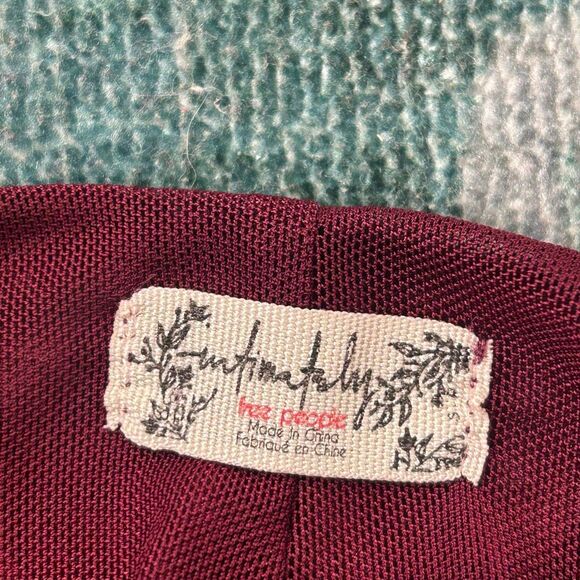 intimately
free people
Made in China
Fabriqué en Chine